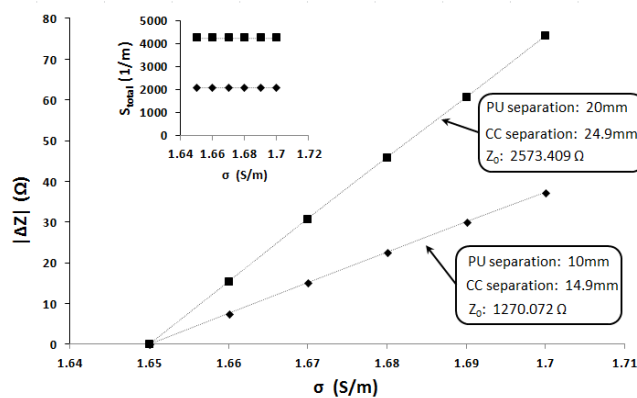 80
70
60
50
40
30
20
10
0
|ΔZ| (Ω)
1.64
1.65
1.66
1.67
1.68
1.69
1.7
1.71
σ (S/m)
5000
4000
3000
2000
1000
0
S_total (1/m)
1.64
1.66
1.68
1.7
1.72
σ (S/m)
PU separation: 20mm
CC separation: 24.9mm
Z₀: 2573.409 Ω
PU separation: 10mm
CC separation: 14.9mm
Z₀: 1270.072 Ω